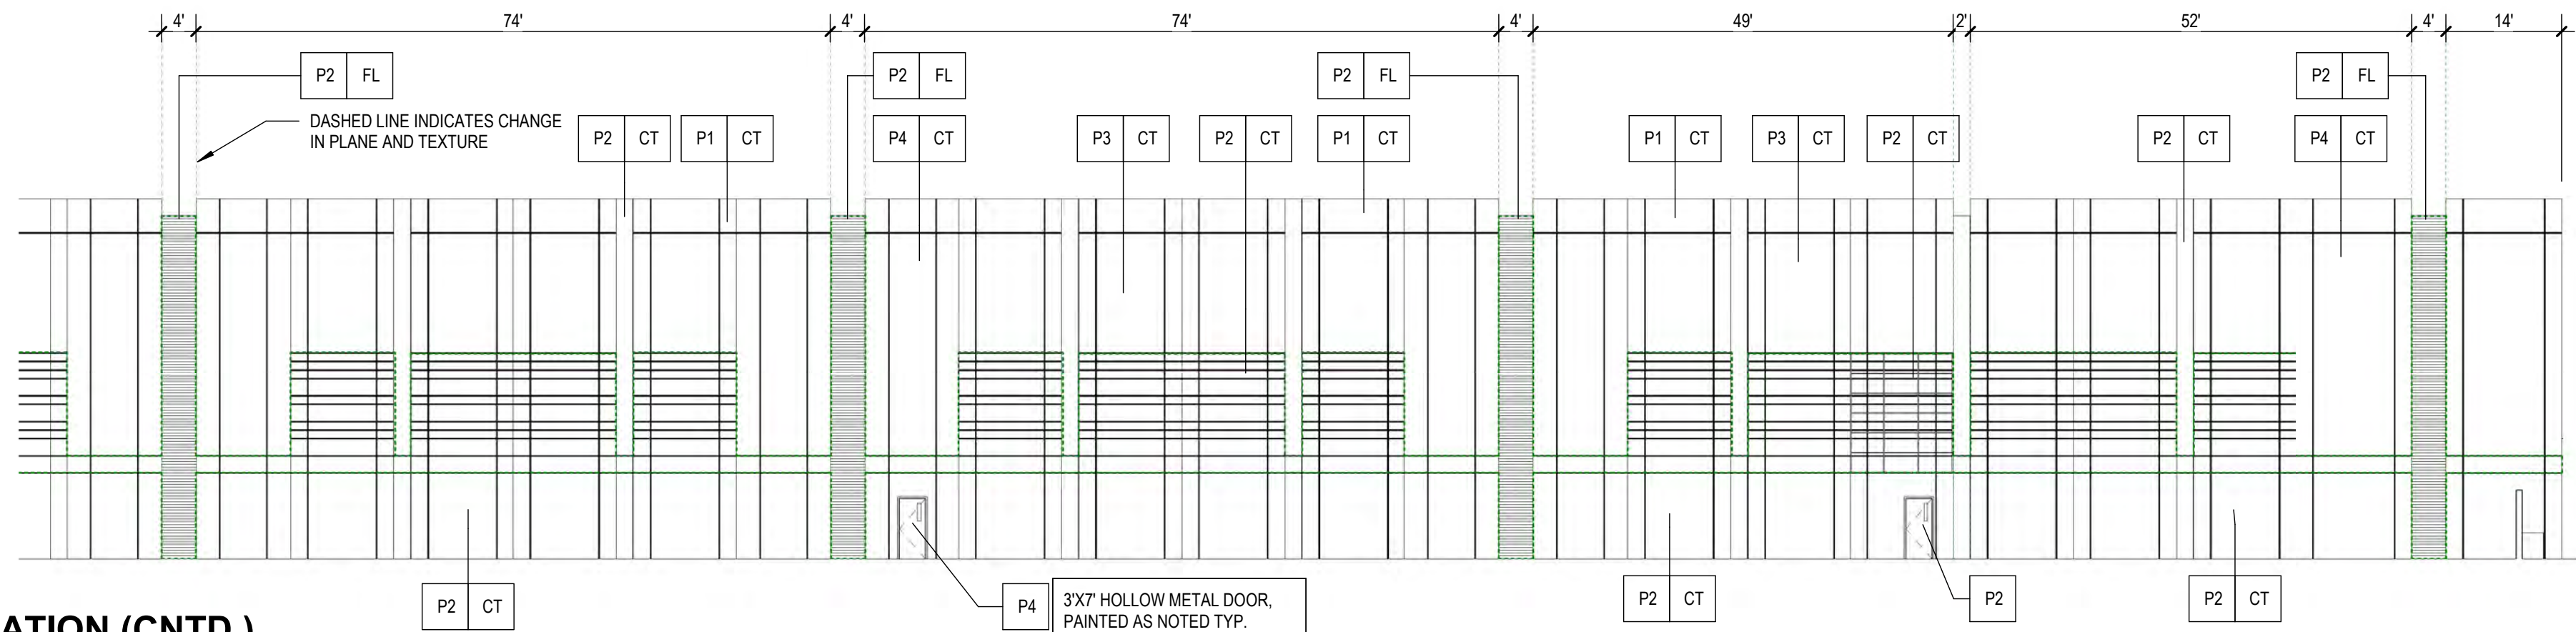 4' 74' 4' 74' 4' 49' 2' 52' 4' 14'
P2 FL
P2 FL
P2 FL
P2 FL
DASHED LINE INDICATES CHANGE
IN PLANE AND TEXTURE
P2 CT
P1 CT
P4 CT
P3 CT
P2 CT
P1 CT
P1 CT
P3 CT
P2 CT
P2 CT
P4 CT
P2 CT
P4
3'X7' HOLLOW METAL DOOR,
PAINTED AS NOTED TYP.
P2 CT
P2
P2 CT
ATION (CNTD.)